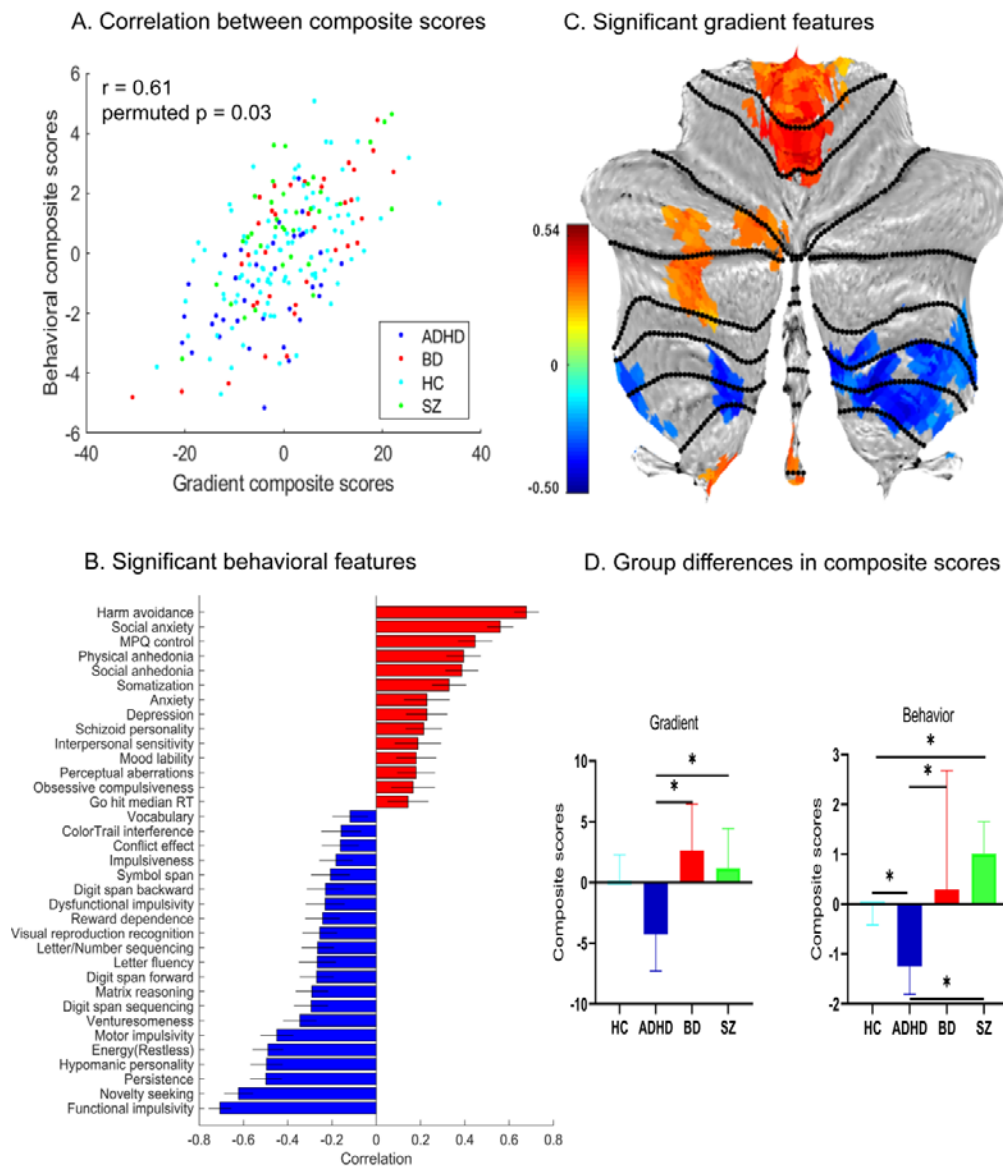 A. Correlation between composite scores
r = 0.61
permuted p = 0.03
Behavioral composite scores
6
4
2
0
-2
-4
-6
-40
-20
0
20
40
Gradient composite scores
ADHD
BD
HC
SZ
C. Significant gradient features
0.54
0
-0.50
B. Significant behavioral features
Harm avoidance
Social anxiety
MPQ control
Physical anhedonia
Social anhedonia
Somatization
Anxiety
Depression
Schizoid personality
Interpersonal sensitivity
Mood lability
Perceptual aberrations
Obsessive compulsiveness
Go hit median RT
Vocabulary
ColorTrail interference
Conflict effect
Impulsiveness
Symbol span
Digit span backward
Dysfunctional impulsivity
Reward dependence
Visual reproduction recognition
Letter/Number sequencing
Letter fluency
Digit span forward
Matrix reasoning
Digit span sequencing
Venturesomeness
Motor impulsivity
Energy(Restless)
Hypomanic personality
Persistence
Novelty seeking
Functional impulsivity
-0.8
-0.6
-0.4
-0.2
0
0.2
0.4
0.6
0.8
Correlation
D. Group differences in composite scores
Gradient
Composite scores
10
5
0
-5
-10
*
*
HC
ADHD
BD
SZ
Behavior
Composite scores
3
2
1
0
-1
-2
*
*
*
*
HC
ADHD
BD
SZ